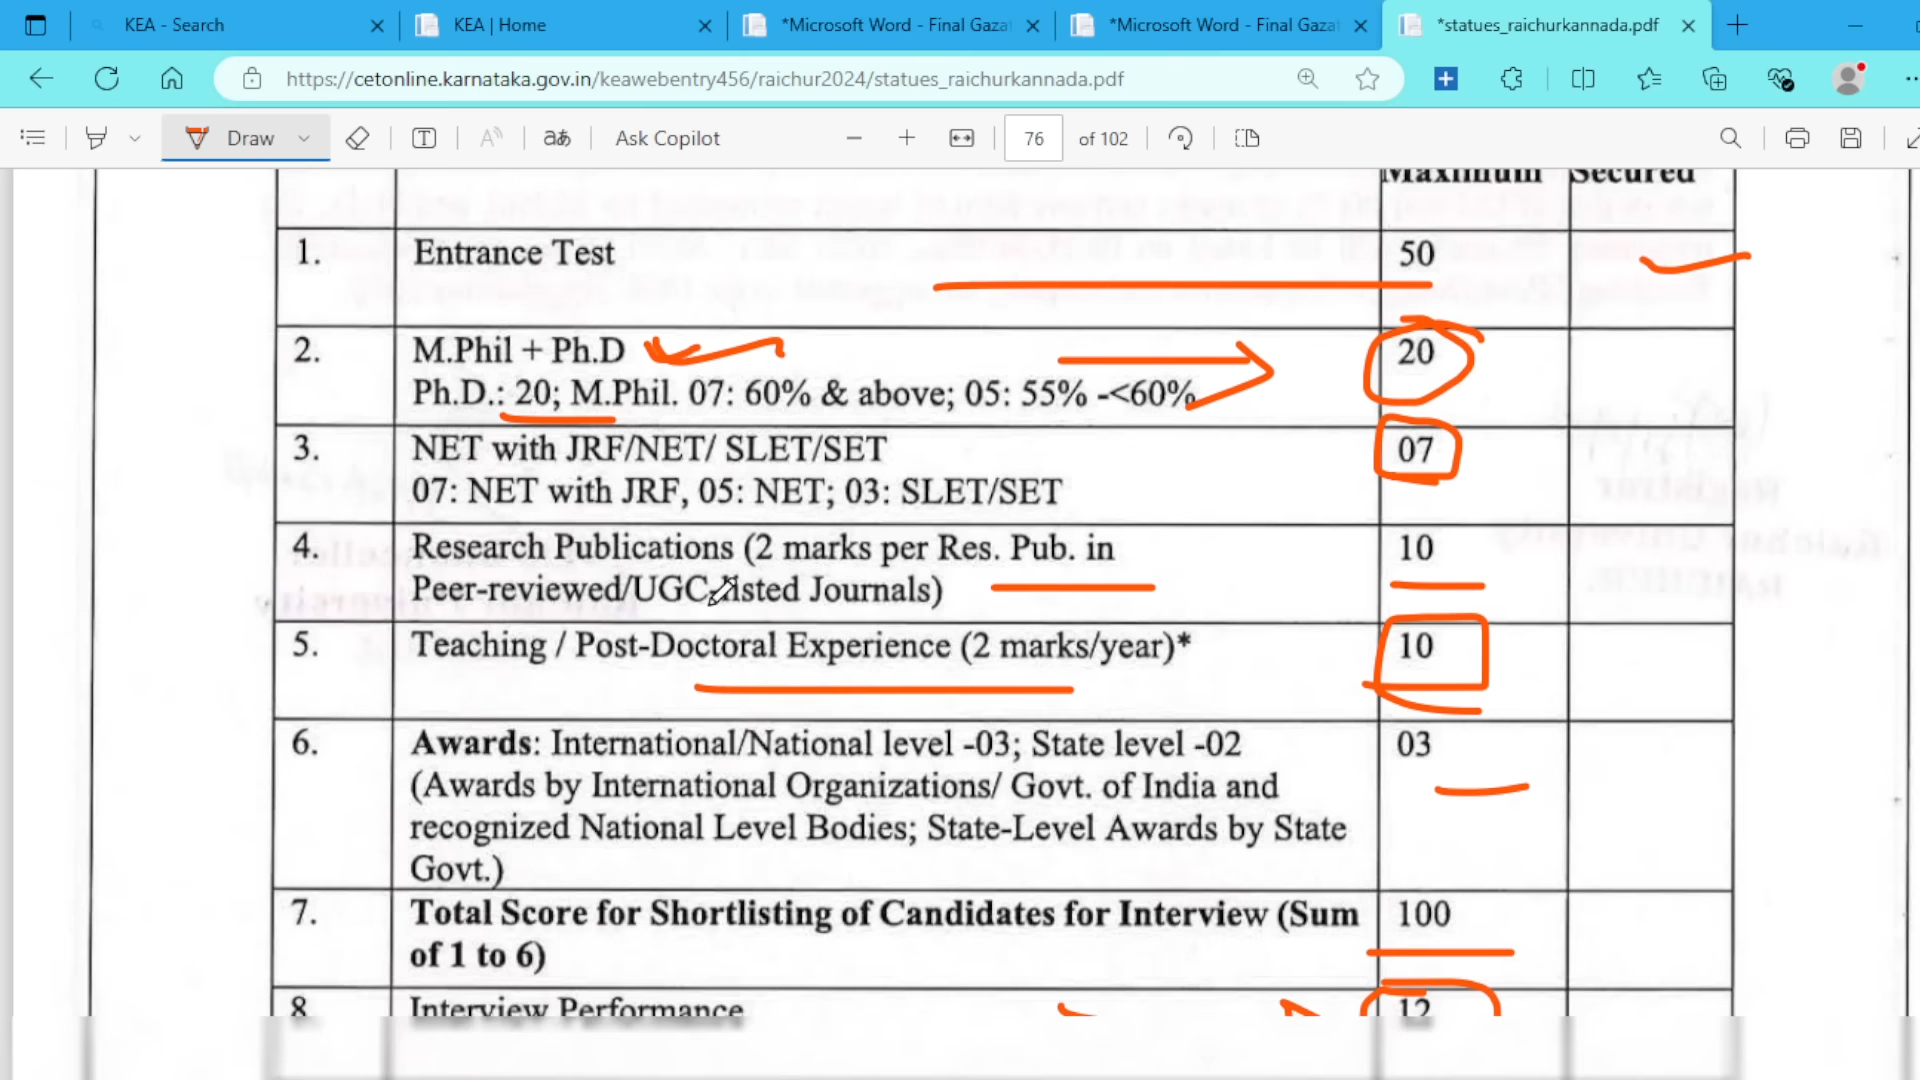 KEA - Search
KEA | Home
*Microsoft Word - Final Gazat
*Microsoft Word - Final Gazat
*statues_raichurkannada.pdf
https://cetonline.karnataka.gov.in/keawebentry456/raichur2024/statues_raichurkannada.pdf
Draw
Ask Copilot
76 of 102
Maximum Secured
1. Entrance Test 50
2. M.Phil + Ph.D 20
Ph.D.: 20; M.Phil. 07: 60% & above; 05: 55% -<60%
3. NET with JRF/NET/ SLET/SET 07
07: NET with JRF, 05: NET; 03: SLET/SET
4. Research Publications (2 marks per Res. Pub. in 10
Peer-reviewed/UGC-listed Journals)
5. Teaching / Post-Doctoral Experience (2 marks/year)* 10
6. Awards: International/National level -03; State level -02 03
(Awards by International Organizations/ Govt. of India and
recognized National Level Bodies; State-Level Awards by State
Govt.)
7. Total Score for Shortlisting of Candidates for Interview (Sum 100
of 1 to 6)
8. Interview Performance 12